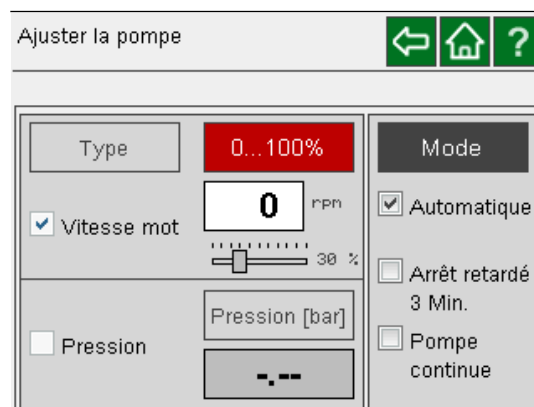 Ajuster la pompe
?
Type
0...100%
Vitesse mot
0 rpm
30 %
Pression
Pression [bar]
-.--
Mode
Automatique
Arrêt retardé
3 Min.
Pompe
continue